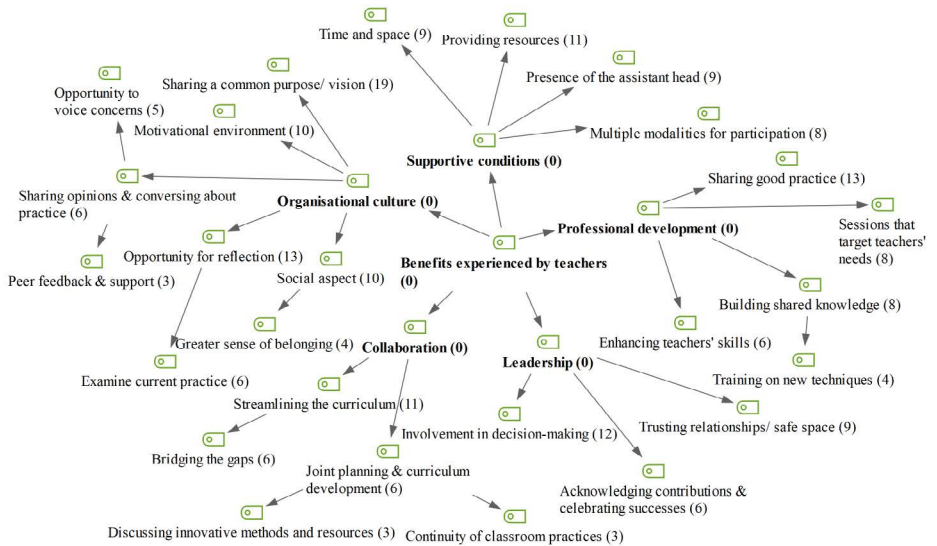 Time and space (9)
Providing resources (11)
Presence of the assistant head (9)
Sharing a common purpose/ vision (19)
Opportunity to
voice concerns (5)
Motivational environment (10)
Multiple modalities for participation (8)
Supportive conditions (0)
Sharing good practice (13)
Sharing opinions & conversing about
practice (6)
Organisational culture (0)
Professional development (0)
Sessions that
target teachers'
needs (8)
Opportunity for reflection (13)
Benefits experienced by teachers
(0)
Peer feedback & support (3)
Social aspect (10)
Building shared knowledge (8)
Greater sense of belonging (4)
Collaboration (0)
Enhancing teachers' skills (6)
Leadership (0)
Examine current practice (6)
Training on new techniques (4)
Streamlining the curriculum (11)
Involvement in decision-making (12)
Trusting relationships/ safe space (9)
Bridging the gaps (6)
Joint planning & curriculum
development (6)
Acknowledging contributions &
celebrating successes (6)
Discussing innovative methods and resources (3)
Continuity of classroom practices (3)